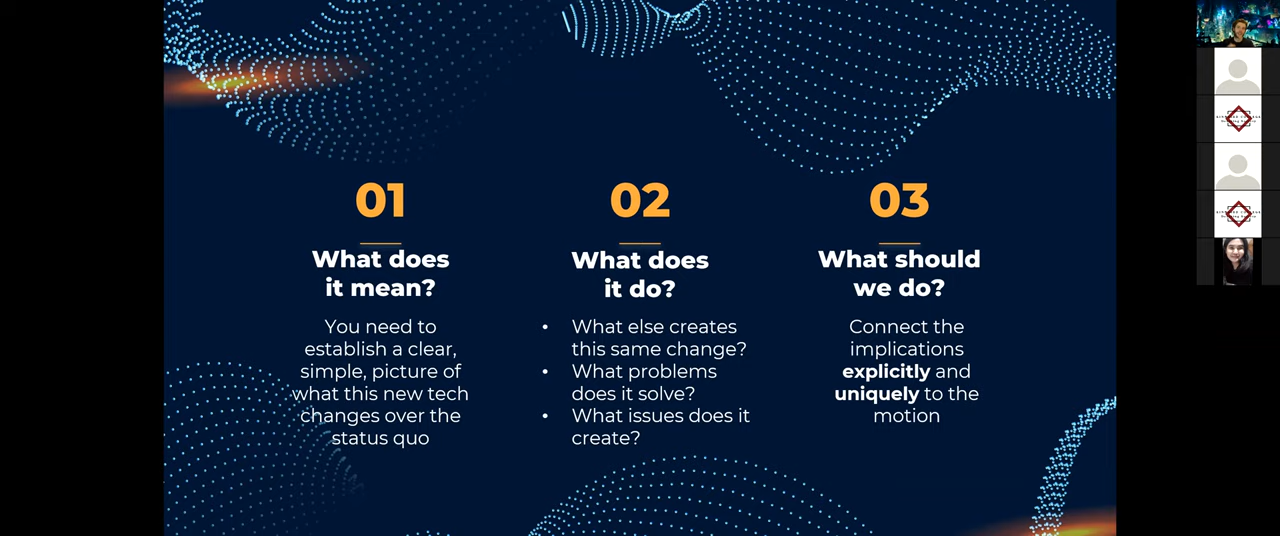 01
What does
it mean?
You need to
establish a clear,
simple, picture of
what this new tech
changes over the
status quo
02
What does
it do?
• What else creates
this same change?
• What problems
does it solve?
• What issues does it
create?
03
What should
we do?
Connect the
implications
explicitly and
uniquely to the
motion